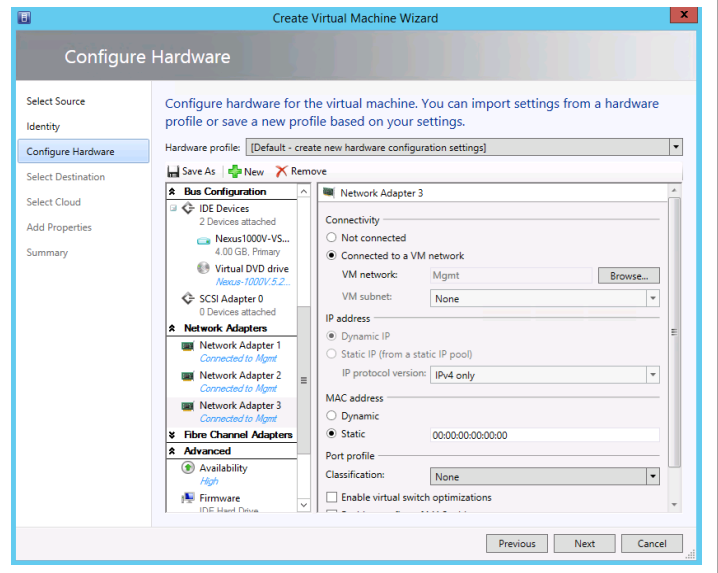 Create Virtual Machine Wizard
x
Configure Hardware
Select Source
Identity
Configure Hardware
Select Destination
Select Cloud
Add Properties
Summary
Configure hardware for the virtual machine. You can import settings from a hardware
profile or save a new profile based on your settings.
Hardware profile: [Default - create new hardware configuration settings]
Save As New Remove
Bus Configuration
IDE Devices
2 Devices attached
Nexus1000V-VS...
4.00 GB, Primary
Virtual DVD drive
Nexus-1000V.5.2...
SCSI Adapter 0
0 Devices attached
Network Adapters
Network Adapter 1
Connected to Mgmt
Network Adapter 2
Connected to Mgmt
Network Adapter 3
Connected to Mgmt
Fibre Channel Adapters
Advanced
Availability
High
Firmware
IDE Hard Drive
Network Adapter 3
Connectivity
Not connected
Connected to a VM network
VM network: Mgmt Browse...
VM subnet: None
IP address
Dynamic IP
Static IP (from a static IP pool)
IP protocol version: IPv4 only
MAC address
Dynamic
Static 00:00:00:00:00:00
Port profile
Classification: None
Enable virtual switch optimizations
Previous Next Cancel